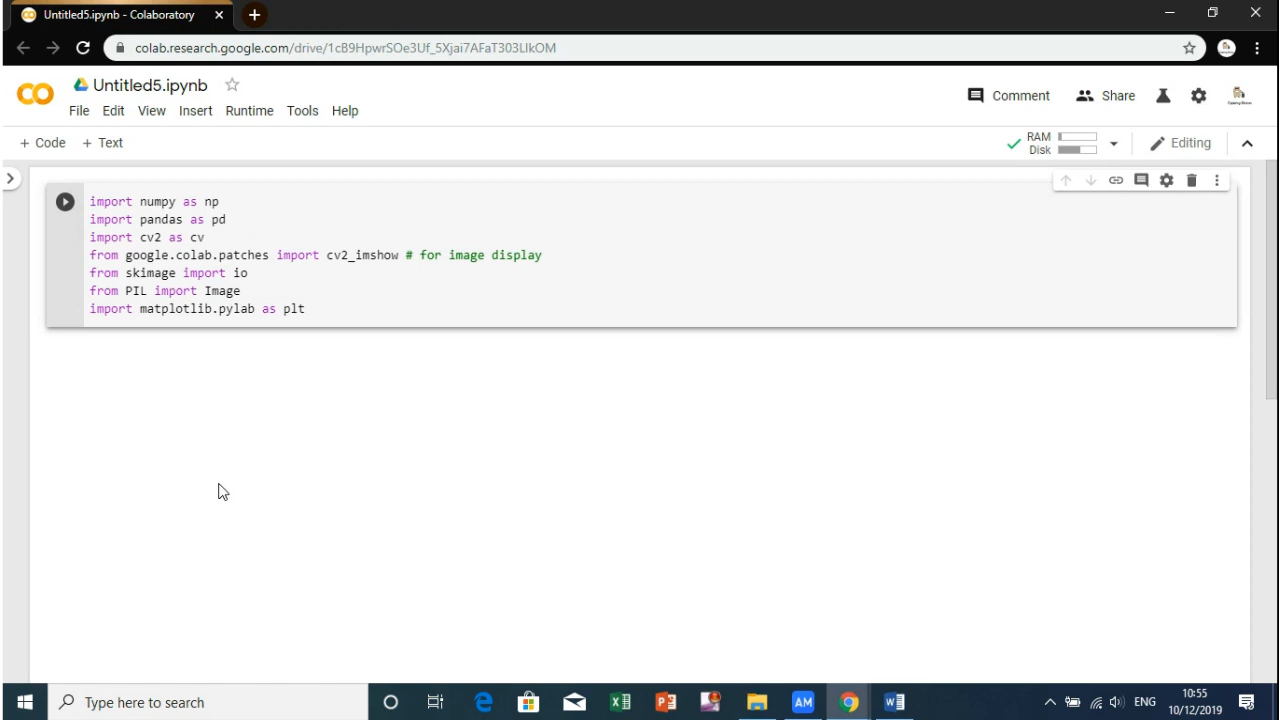 Untitled5.ipynb - Colaboratory
colab.research.google.com/drive/1cB9HpwrSOe3Uf_5Xjai7AFaT303LIkOM
Untitled5.ipynb
Comment
Share
File Edit View Insert Runtime Tools Help
+ Code + Text
RAM
Disk
Editing
import numpy as np
import pandas as pd
import cv2 as cv
from google.colab.patches import cv2_imshow # for image display
from skimage import io
from PIL import Image
import matplotlib.pylab as plt
Type here to search
AM
ENG
10:55
10/12/2019